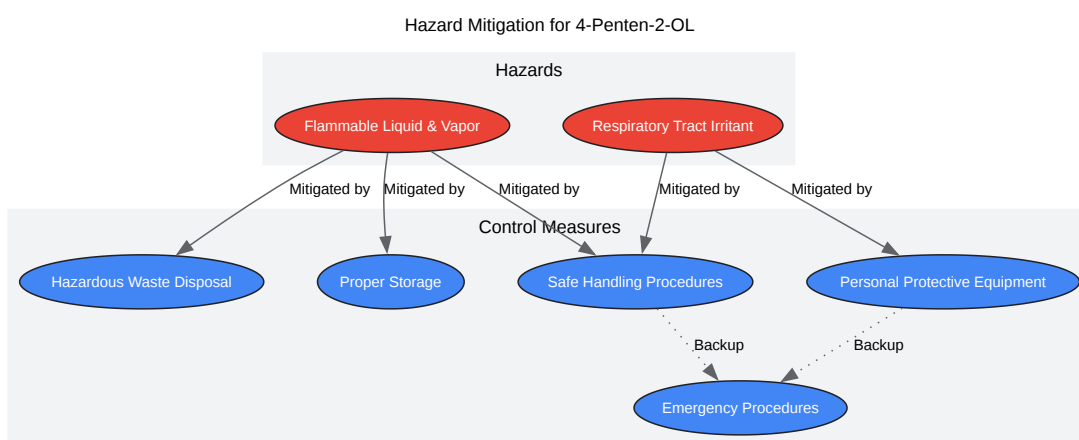 Hazard Mitigation for 4-Penten-2-OL
Hazards
Flammable Liquid & Vapor
Respiratory Tract Irritant
Mitigated by
Mitigated by
Mitigated by
Mitigated by
Mitigated by
Control Measures
Hazardous Waste Disposal
Proper Storage
Safe Handling Procedures
Personal Protective Equipment
Backup
Backup
Emergency Procedures